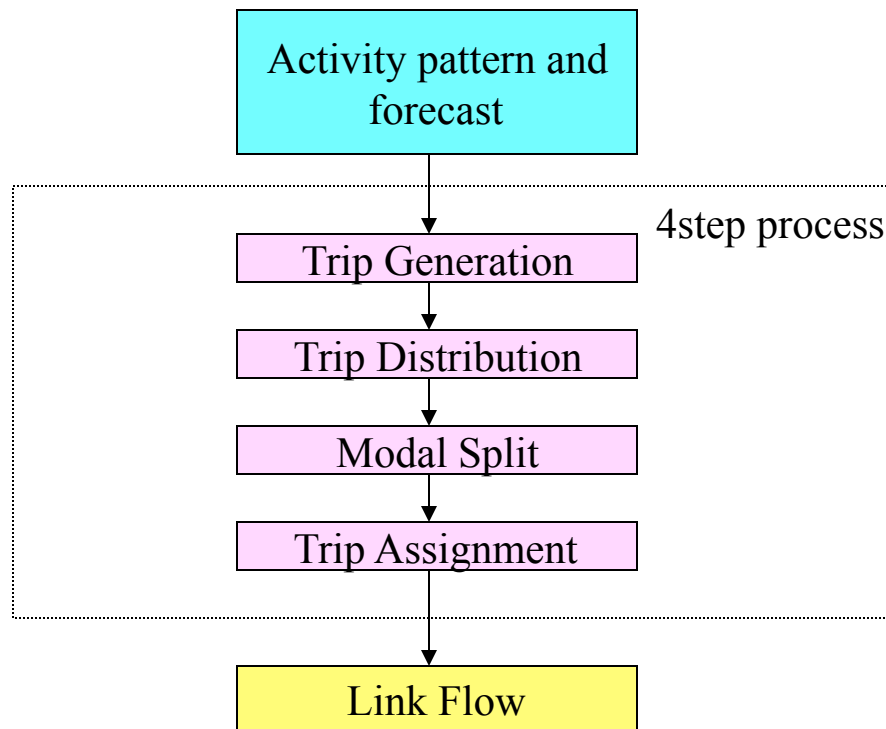 Activity pattern and
forecast
4step process
Trip Generation
Trip Distribution
Modal Split
Trip Assignment
Link Flow